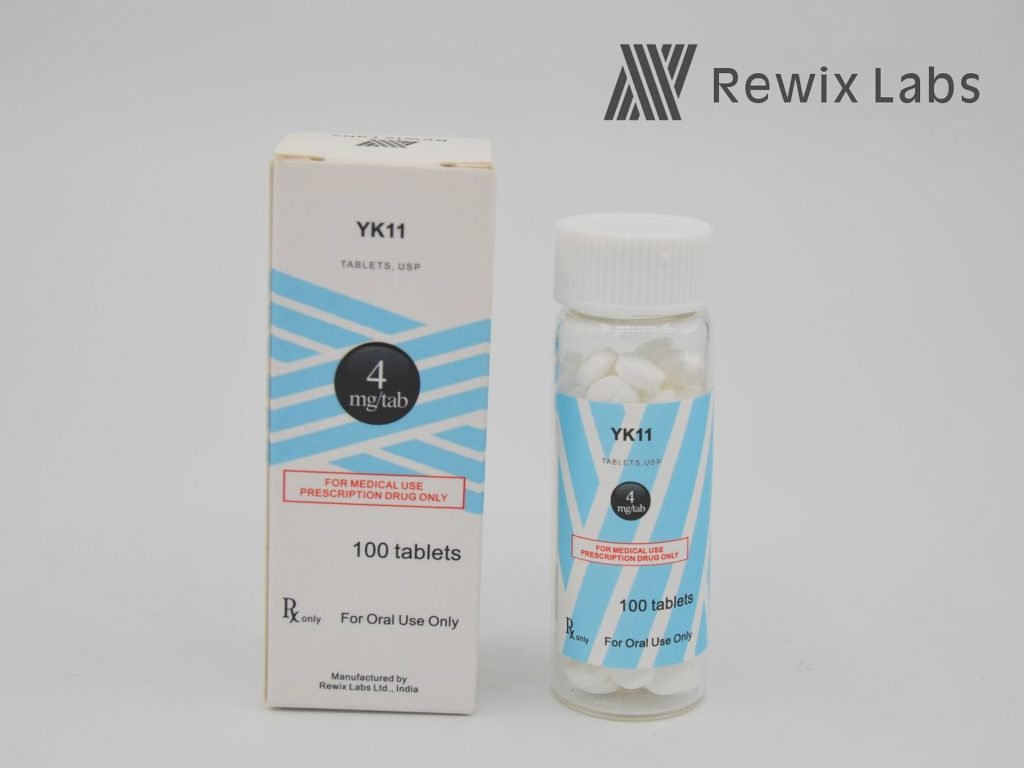 Rewix Labs
Rewix Labs
YK11
TABLETS, USP
4
mg/tab
FOR MEDICAL USE
PRESCRIPTION DRUG ONLY
100 tablets
Rx only
For Oral Use Only
Manufactured by
Rewix Labs Ltd., India
YK11
TABLETS, USP
4
mg/tab
FOR MEDICAL USE
PRESCRIPTION DRUG ONLY
100 tablets
Rx only
For Oral Use Only